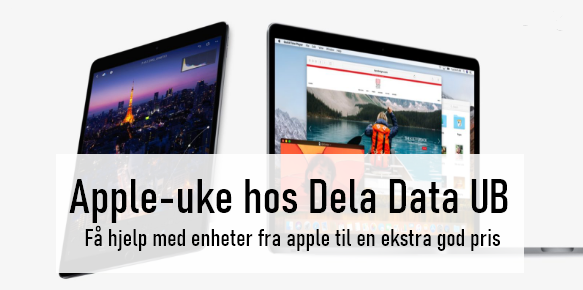 Apple-uke hos Dela Data UB
Få hjelp med enheter fra apple til en ekstra god pris